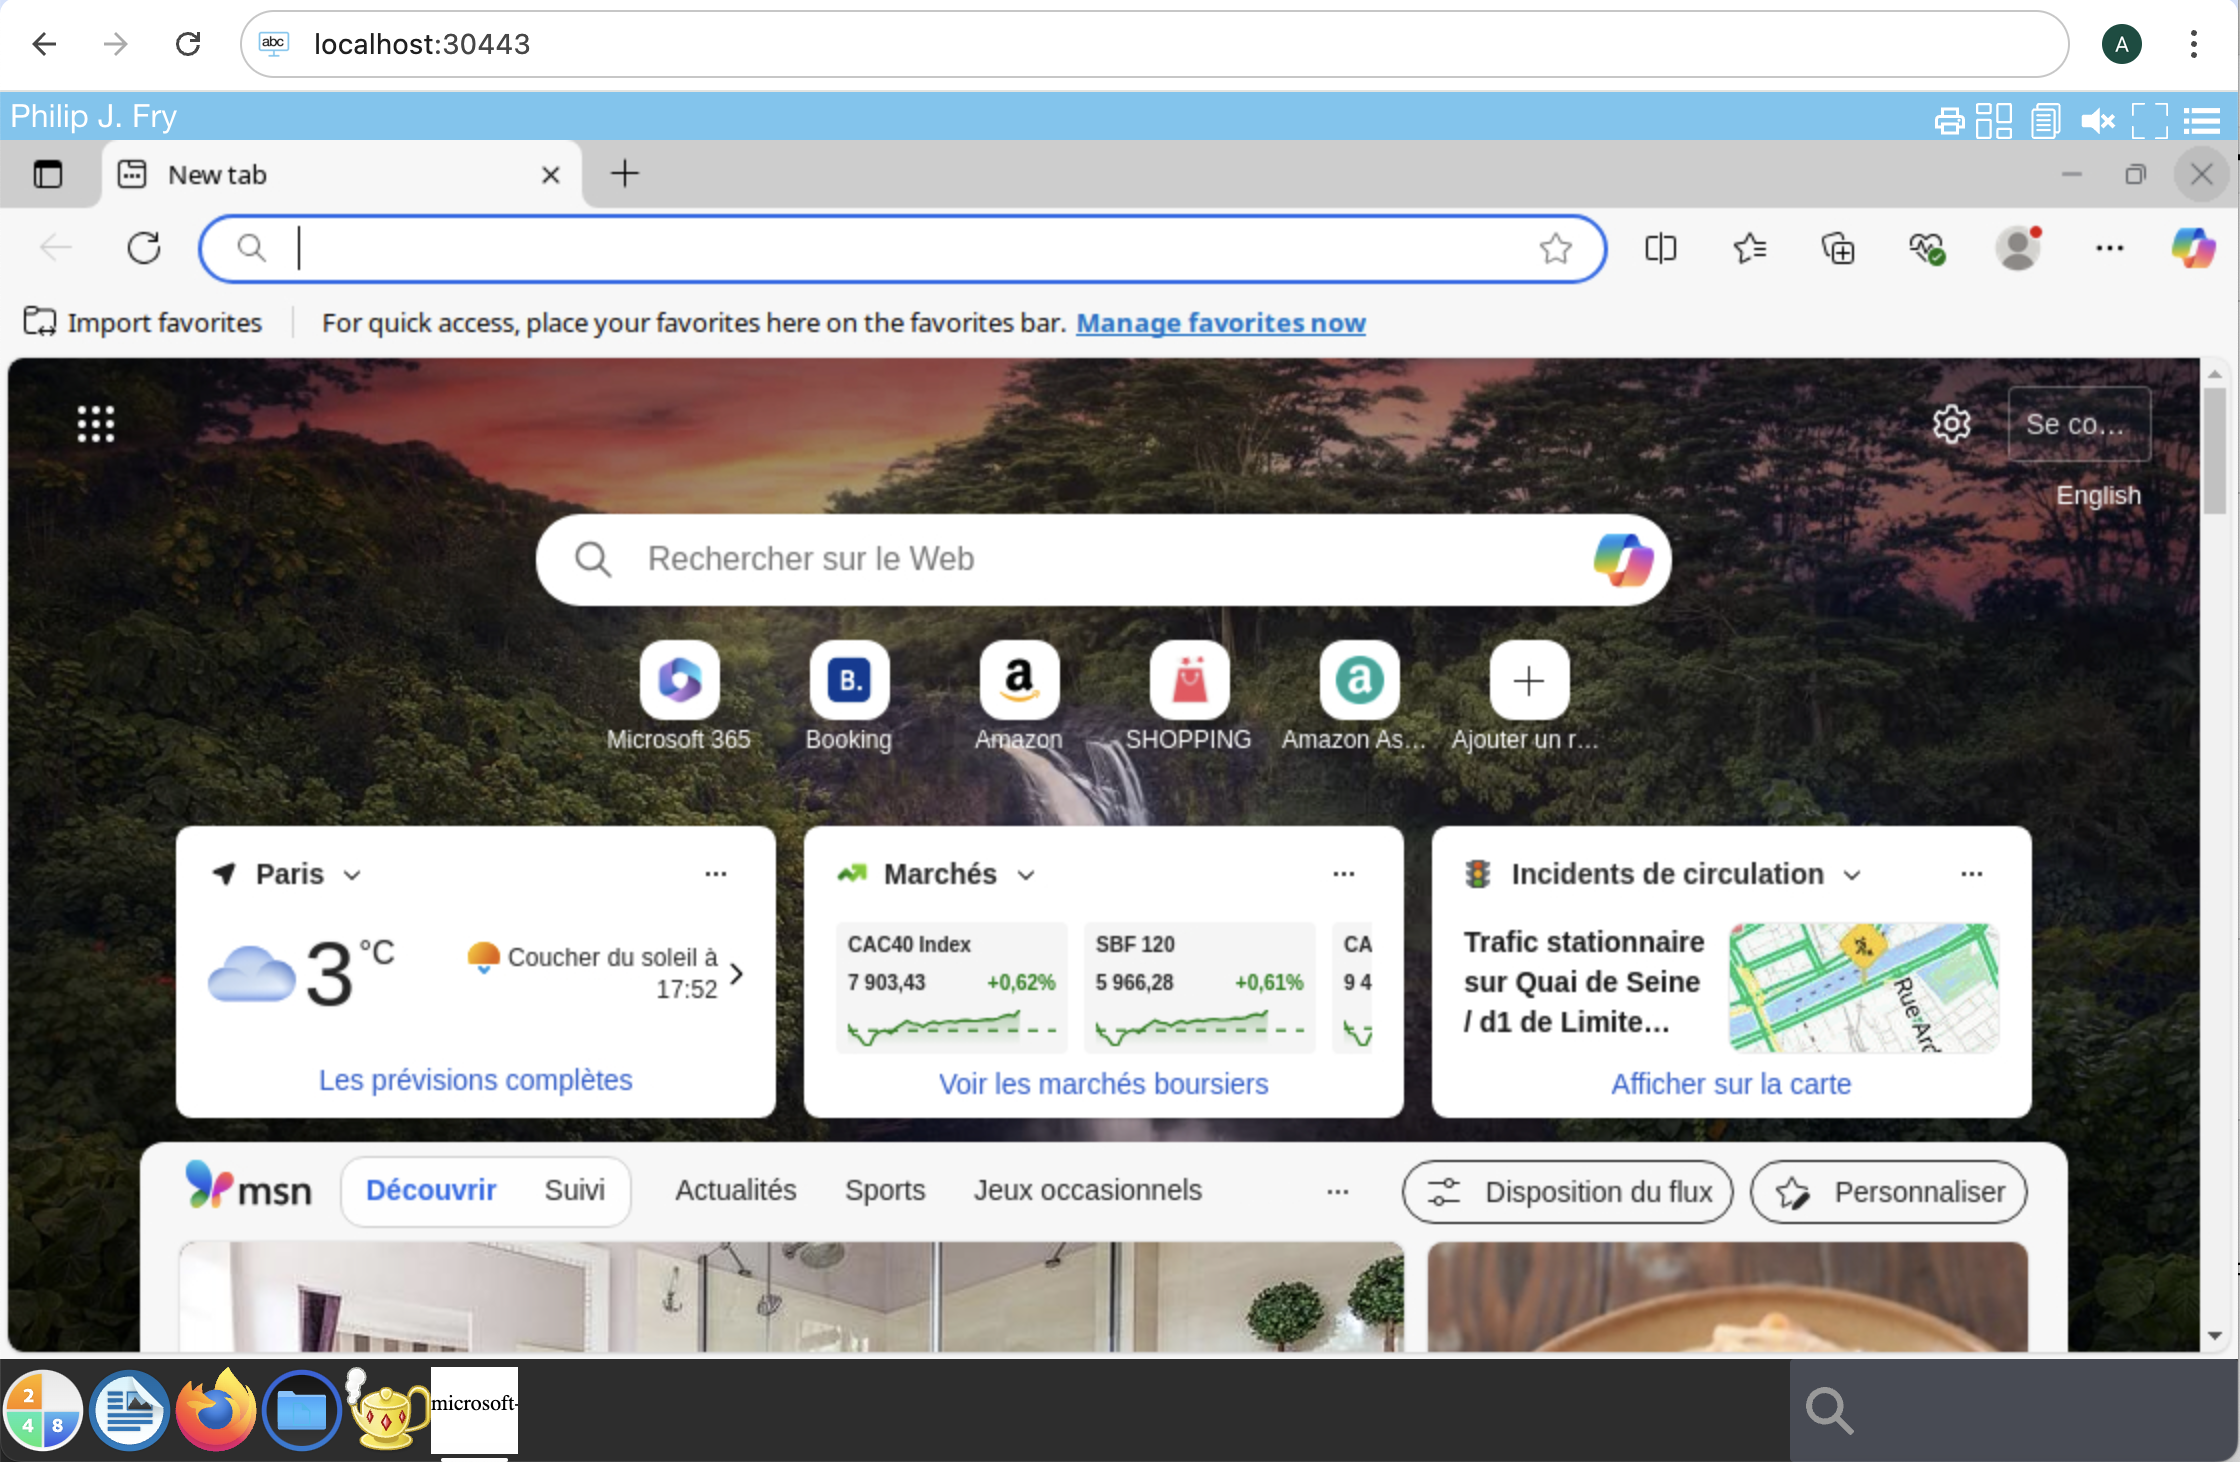 abc
localhost:30443
A
Philip J. Fry
New tab
Import favorites
For quick access, place your favorites here on the favorites bar. Manage favorites now
Se co...
English
Rechercher sur le Web
B.
a
a
Microsoft 365
Booking
Amazon
SHOPPING
Amazon As...
Ajouter un r...
Paris
3 °C
Coucher du soleil à
17:52
Les prévisions complètes
Marchés
CAC40 Index
7 903,43 +0,62%
SBF 120
5 966,28 +0,61%
CA
9 4
Voir les marchés boursiers
Incidents de circulation
Trafic stationnaire
sur Quai de Seine
/ d1 de Limite...
Rue Ard
Afficher sur la carte
msn
Découvrir
Suivi
Actualités
Sports
Jeux occasionnels
Disposition du flux
Personnaliser
2
4 8
microsoft-